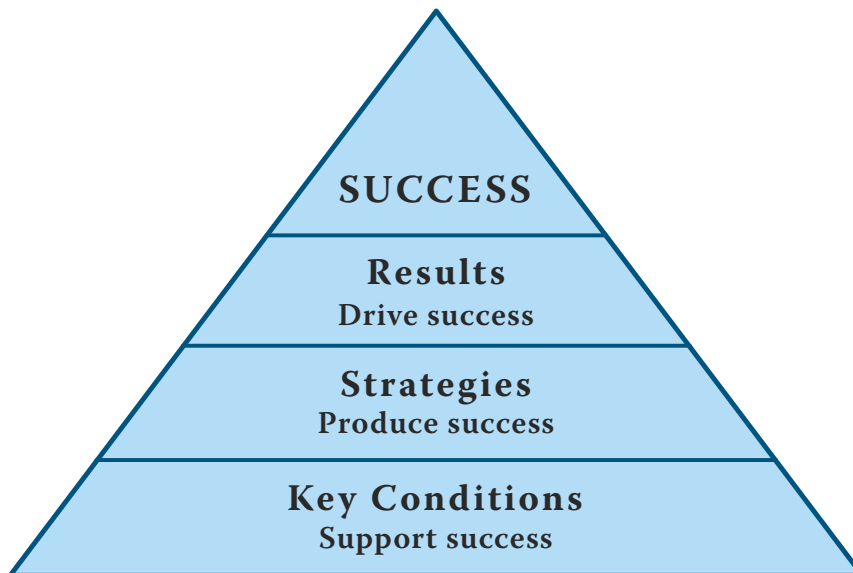 SUCCESS
Results
Drive success
Strategies
Produce success
Key Conditions
Support success